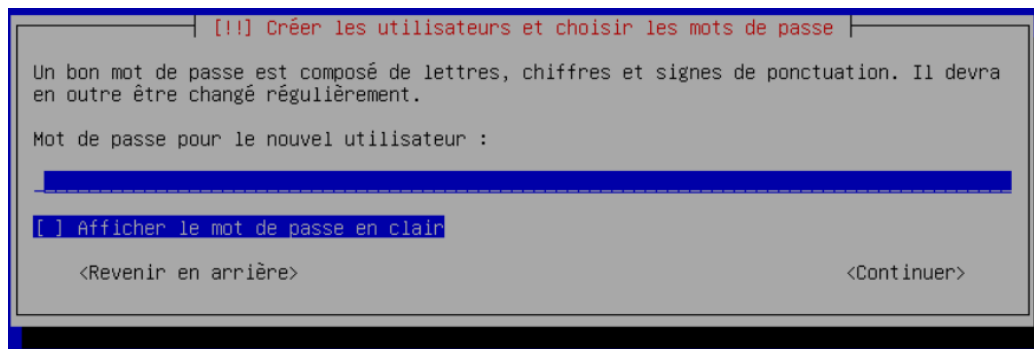 [!!] Créer les utilisateurs et choisir les mots de passe
Un bon mot de passe est composé de lettres, chiffres et signes de ponctuation. Il devra
en outre être changé régulièrement.
Mot de passe pour le nouvel utilisateur :
[ ] Afficher le mot de passe en clair
<Revenir en arrière> <Continuer>